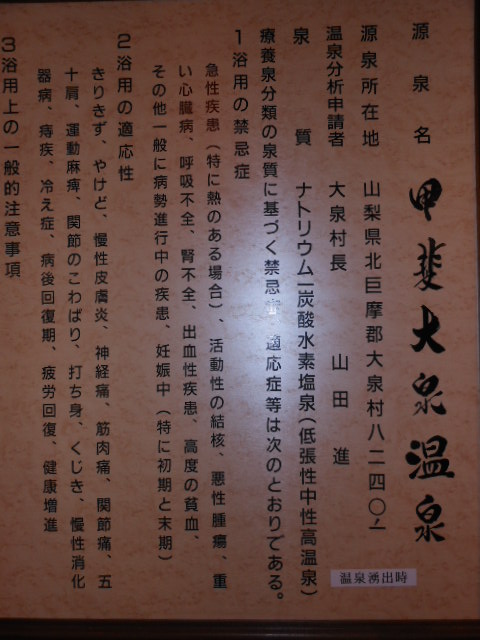 源泉名 甲斐大泉温泉
源泉所在地 山梨県北巨摩郡大泉村八二四〇ノ一
温泉分析申請者 大泉村長 山田 進
泉質 ナトリウム―炭酸水素塩泉(低張性中性高温泉)
温泉湧出時
療養泉分類の泉質に基づく禁忌 適応症等は次のとおりである。
1 浴用の禁忌症
急性疾患(特に熱のある場合)、活動性の結核、悪性腫瘍、重
い心臓病、呼吸不全、腎不全、出血性疾患、高度の貧血、
その他一般に病勢進行中の疾患、妊娠中(特に初期と末期)
2 浴用の適応性
きりきず、やけど、慢性皮膚炎、神経痛、筋肉痛、関節痛、五
十肩、運動麻痺、関節のこわばり、打ち身、くじき、慢性消化
器病、痔疾、冷え症、病後回復期、疲労回復、健康増進
3 浴用上の一般的注意事項